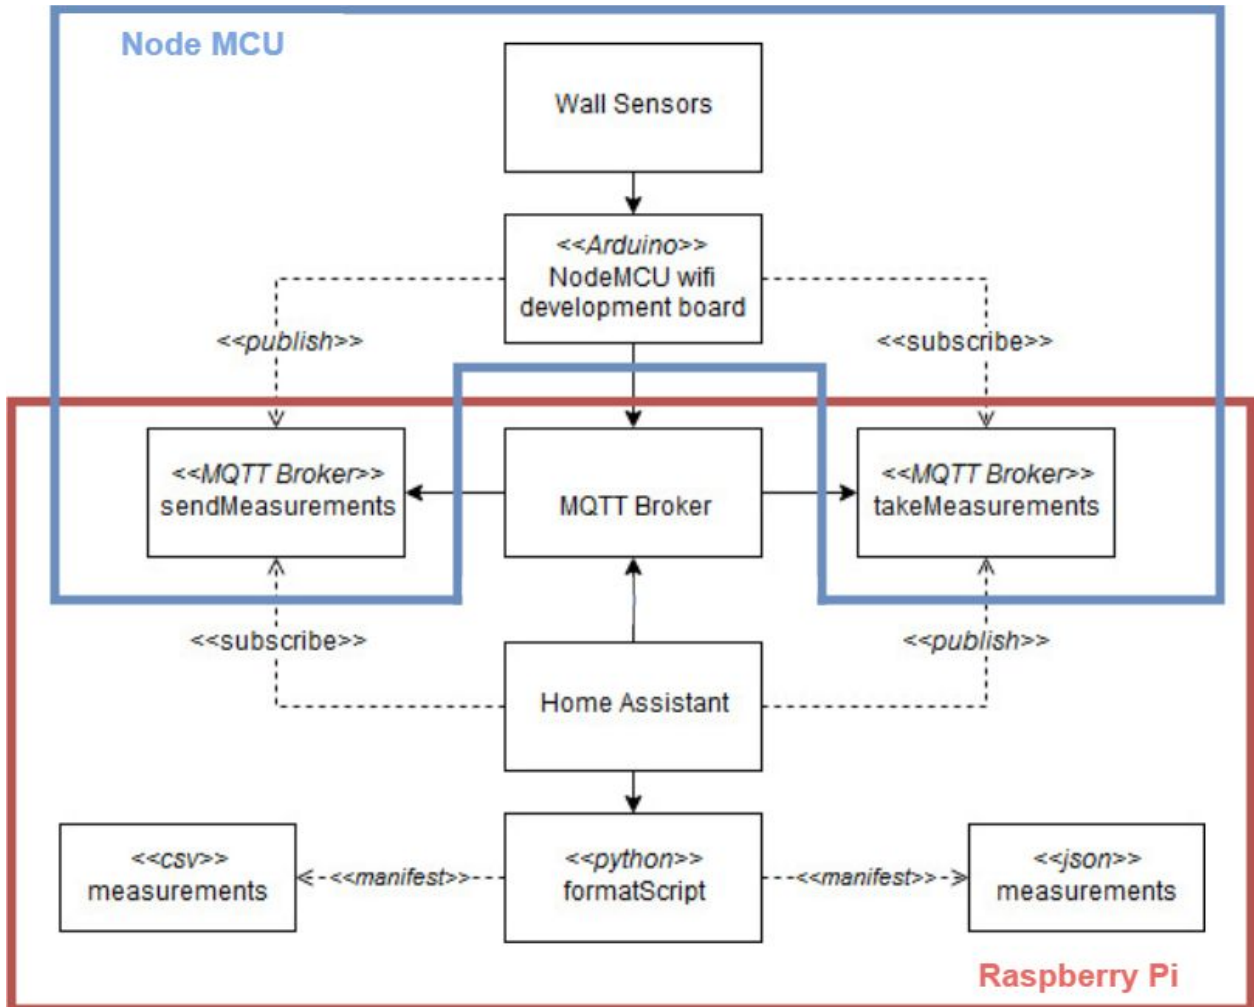 Node MCU
Wall Sensors
<<Arduino>>
NodeMCU wifi
development board
<<publish>>
<<subscribe>>
<<MQTT Broker>>
sendMeasurements
MQTT Broker
<<MQTT Broker>>
takeMeasurements
<<subscribe>>
<<publish>>
Home Assistant
<<csv>>
measurements
<<manifest>>
<<python>>
formatScript
<<manifest>>
<<json>>
measurements
Raspberry Pi